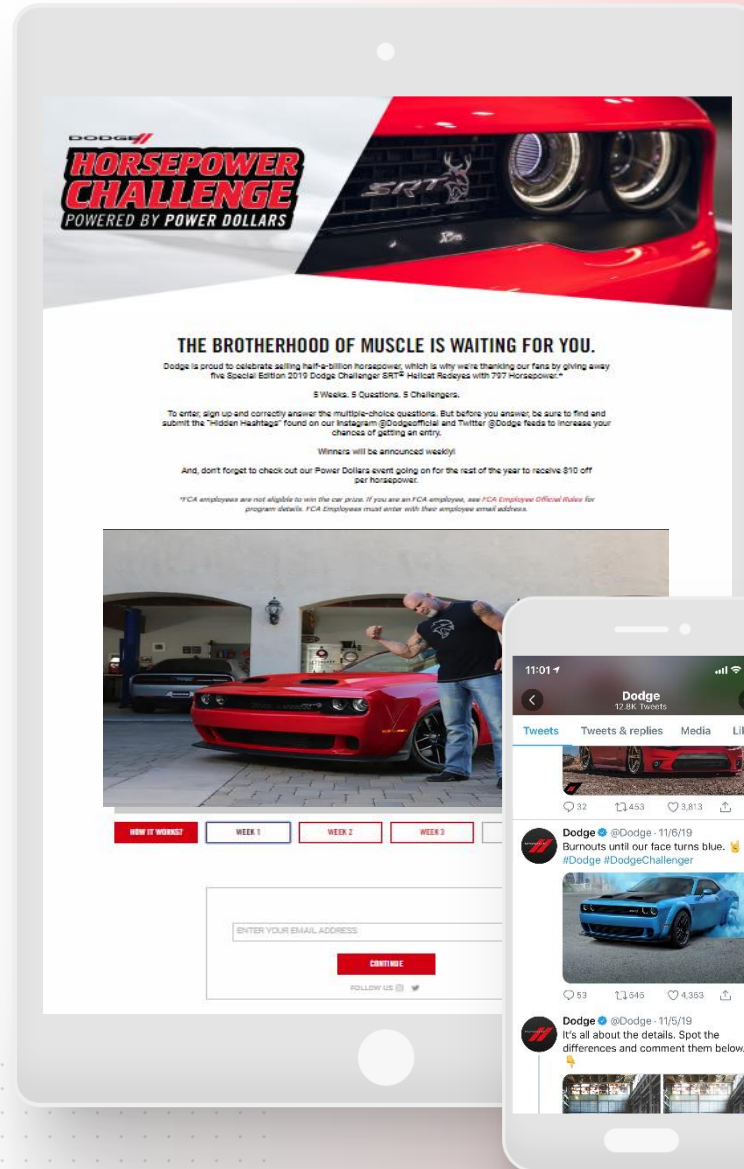 DODGE//
HORSEPOWER
CHALLENGE
POWERED BY POWER DOLLARS
SRT
THE BROTHERHOOD OF MUSCLE IS WAITING FOR YOU.
Dodge is proud to celebrate selling half-a-billion horsepower, which is why we're thanking our fans by giving away
five Special Edition 2019 Dodge Challenger SRT® Hellcat Redeyes with 797 Horsepower.*
5 Weeks. 5 Questions. 5 Challengers.
To enter, sign up and correctly answer the multiple-choice questions. But before you answer, be sure to find and
submit the "Hidden Hashtags" found on our Instagram @Dodgeofficial and Twitter @Dodge feeds to increase your
chances of getting an entry.
Winners will be announced weekly!
And, don't forget to check out our Power Dollars event going on for the rest of the year to receive $10 off
per horsepower.
*FCA employees are not eligible to win the car prize. If you are an FCA employee, see FCA Employee Official Rules for
program details. FCA Employees must enter with their employee email address.
HOW IT WORKS?
WEEK 1
WEEK 2
WEEK 3
ENTER YOUR EMAIL ADDRESS
CONTINUE
FOLLOW US
11:01
Dodge
12.8K Tweets
Tweets Tweets & replies Media Lik
32 453 3,813
Dodge @Dodge · 11/6/19
Burnouts until our face turns blue. 🤘
#Dodge #DodgeChallenger
53 646 4,353
Dodge @Dodge · 11/5/19
It's all about the details. Spot the
differences and comment them below.
👇